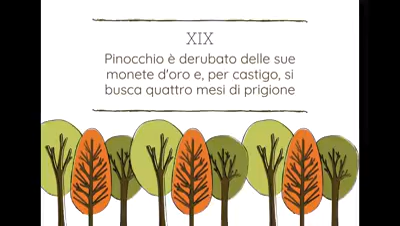 XIX
Pinocchio è derubato delle sue
monete d'oro e, per castigo, si
busca quattro mesi di prigione